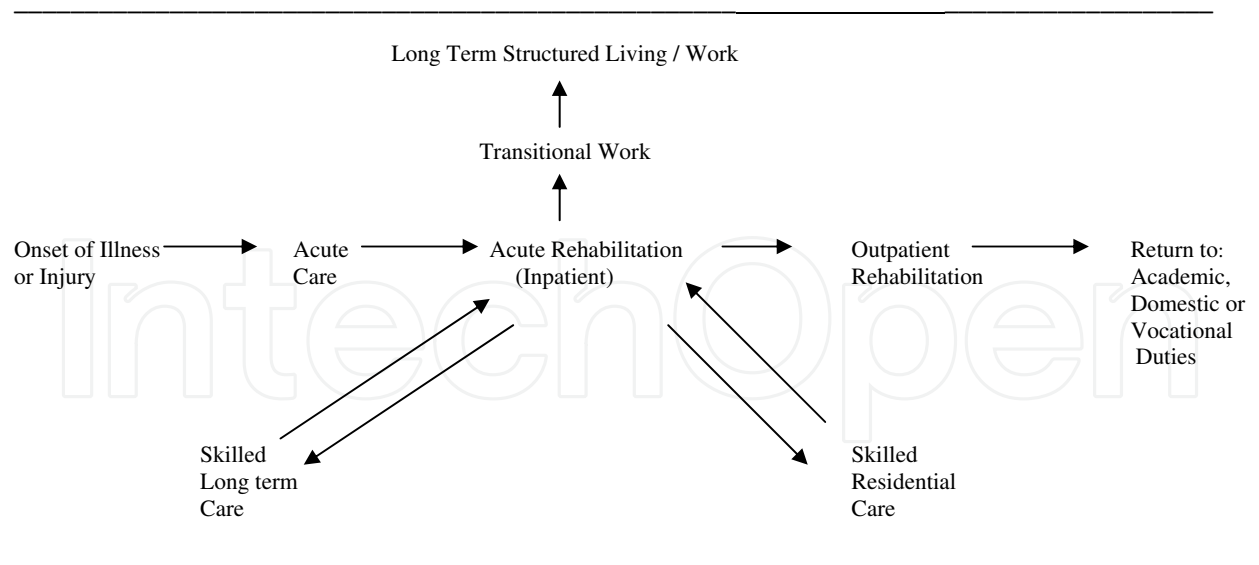 Long Term Structured Living / Work
Transitional Work
Onset of Illness
or Injury
Acute
Care
Acute Rehabilitation
(Inpatient)
Outpatient
Rehabilitation
Return to:
Academic,
Domestic or
Vocational
Duties
Skilled
Long term
Care
Skilled
Residential
Care
IntechOpen